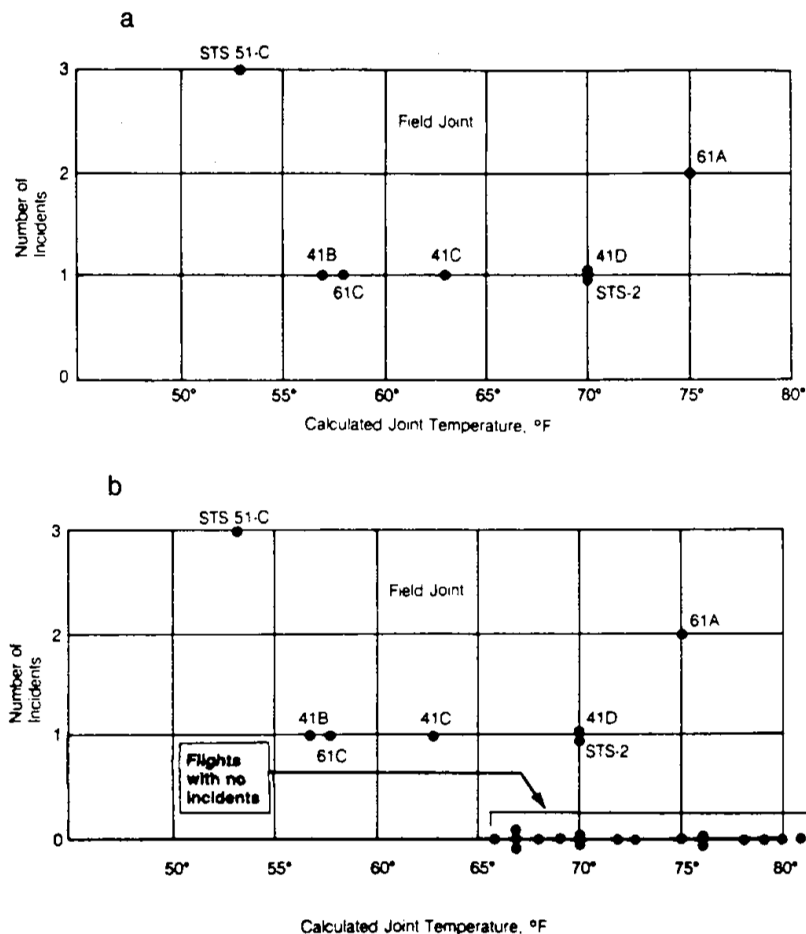 a
STS 51-C
3
Field Joint
61A
2
Number of
Incidents
41B
41C
41D
1
61C
STS-2
0
50° 55° 60° 65° 70° 75° 80°
Calculated Joint Temperature, °F
b
STS 51-C
3
Field Joint
61A
2
Number of
Incidents
41B
41C
41D
1
61C
STS-2
Flights
with no
incidents
0
50° 55° 60° 65° 70° 75° 80°
Calculated Joint Temperature, °F